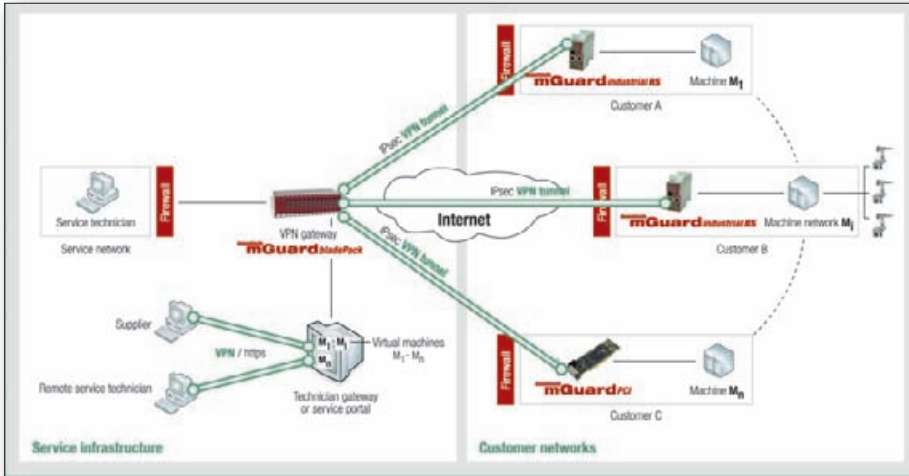 Firewall
mGuard industrial RS
Machine M1
Customer A
IPsec VPN tunnel
Service technician
Service network
Firewall
VPN gateway
mGuard bladePack
Internet
IPsec VPN tunnel
Firewall
mGuard industrial RS
Machine network Mi
Customer B
IPsec VPN tunnel
Supplier
VPN / https
Remote service technician
M1 Mi
Mn
Virtual machines
M1 - Mn
Technician gateway
or service portal
Firewall
mGuard PCI
Machine Mn
Customer C
Service infrastructure
Customer networks